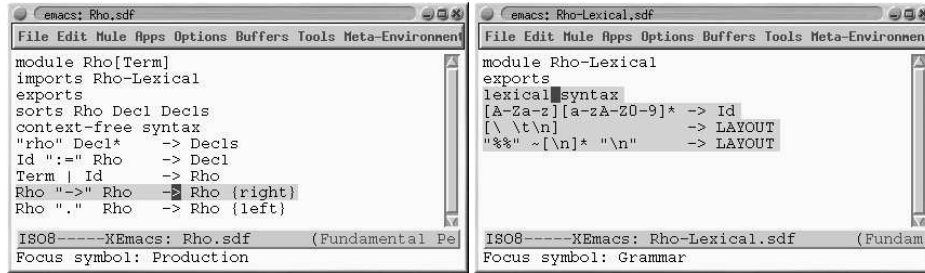 emacs: Rho.sdf
File Edit Mule Apps Options Buffers Tools Meta-Environment
module Rho[Term]
imports Rho-Lexical
exports
sorts Rho Decl Decls
context-free syntax
"rho" Decl* -> Decls
Id ":=" Rho -> Decl
Term | Id -> Rho
Rho "->" Rho -> Rho {right}
Rho "." Rho -> Rho {left}
ISO8-----XEmacs: Rho.sdf (Fundamental Pe
Focus symbol: Production
emacs: Rho-Lexical.sdf
File Edit Mule Apps Options Buffers Tools Meta-Environmen
module Rho-Lexical
exports
lexical syntax
[A-Za-z][a-zA-Z0-9]* -> Id
[\ \t\n] -> LAYOUT
"%%" ~[\n]* "\n" -> LAYOUT
ISO8-----XEmacs: Rho-Lexical.sdf (Fundam
Focus symbol: Grammar